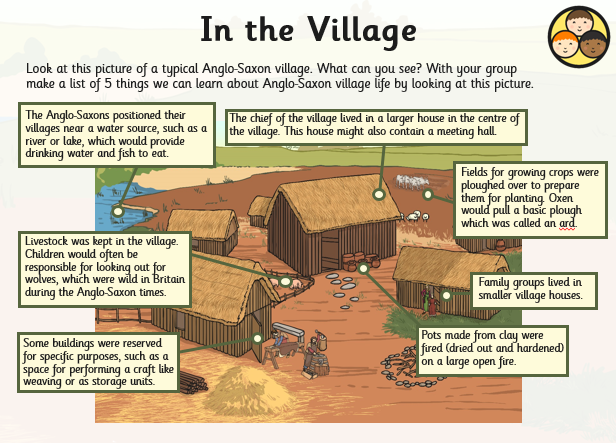 In the Village
Look at this picture of a typical Anglo-Saxon village. What can you see? With your group
make a list of 5 things we can learn about Anglo-Saxon village life by looking at this picture.
The Anglo-Saxons positioned their
villages near a water source, such as a
river or lake, which would provide
drinking water and fish to eat.
The chief of the village lived in a larger house in the centre of
the village. This house might also contain a meeting hall.
Fields for growing crops were
ploughed over to prepare
them for planting. Oxen
would pull a basic plough
which was called an ard.
Livestock was kept in the village.
Children would often be
responsible for looking out for
wolves, which were wild in Britain
during the Anglo-Saxon times.
Family groups lived in
smaller village houses.
Some buildings were reserved
for specific purposes, such as a
space for performing a craft like
weaving or as storage units.
Pots made from clay were
fired (dried out and hardened)
on a large open fire.